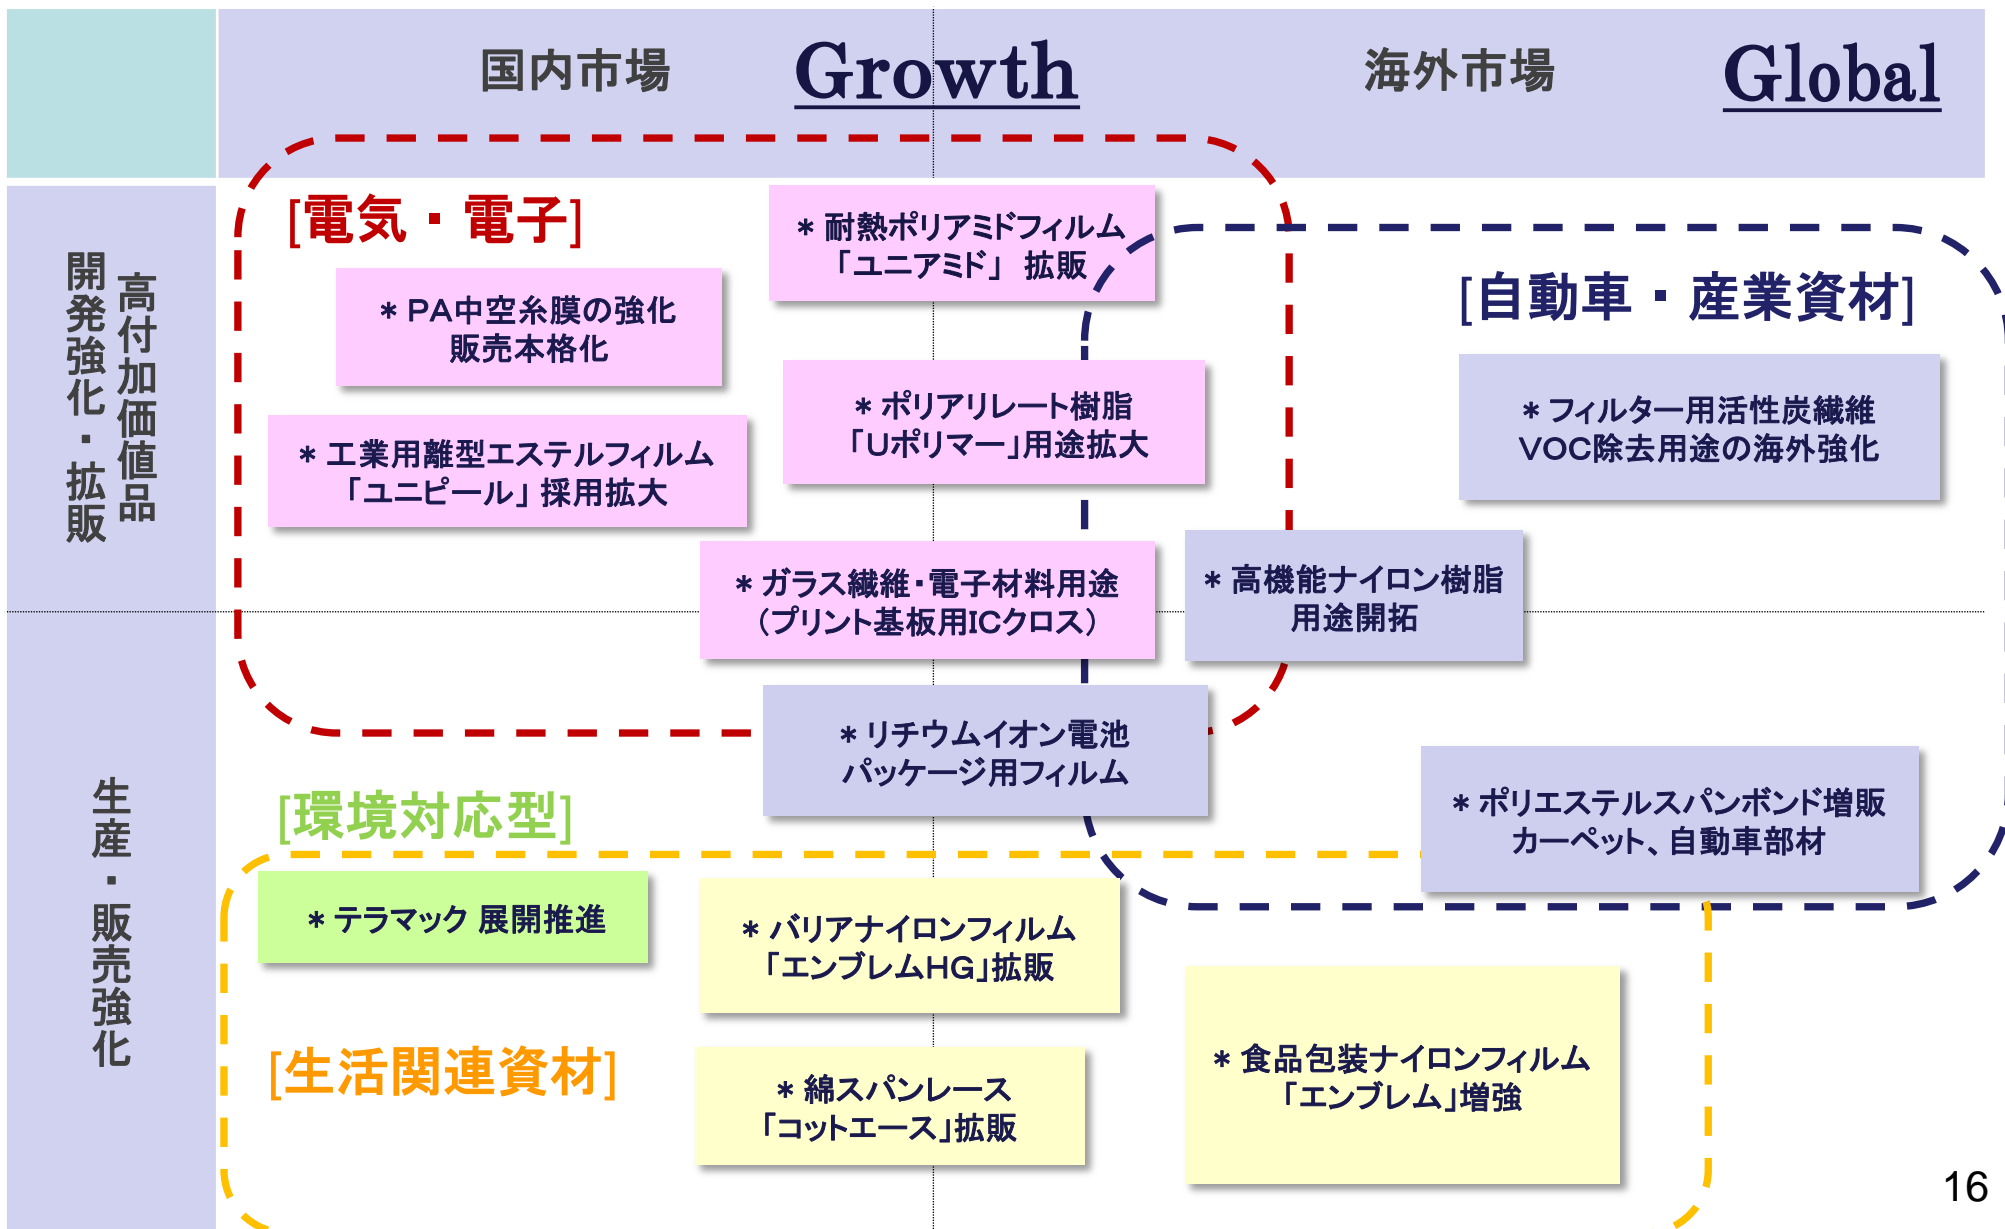 国内市場
Growth
海外市場
Global
高付加価値品
開発強化・拡販
[電気・電子]
＊耐熱ポリアミドフィルム
「ユニアミド」 拡販
＊PA中空糸膜の強化
販売本格化
[自動車・産業資材]
＊ポリアリレート樹脂
「Uポリマー」用途拡大
＊フィルター用活性炭繊維
VOC除去用途の海外強化
＊工業用離型エステルフィルム
「ユニピール」 採用拡大
＊ガラス繊維・電子材料用途
（プリント基板用ICクロス）
＊高機能ナイロン樹脂
用途開拓
生産・販売強化
＊リチウムイオン電池
パッケージ用フィルム
＊ポリエステルスパンボンド増販
カーペット、自動車部材
[環境対応型]
＊テラマック 展開推進
＊バリアナイロンフィルム
「エンブレムHG」拡販
[生活関連資材]
＊綿スパンレース
「コットエース」拡販
＊食品包装ナイロンフィルム
「エンブレム」増強
16